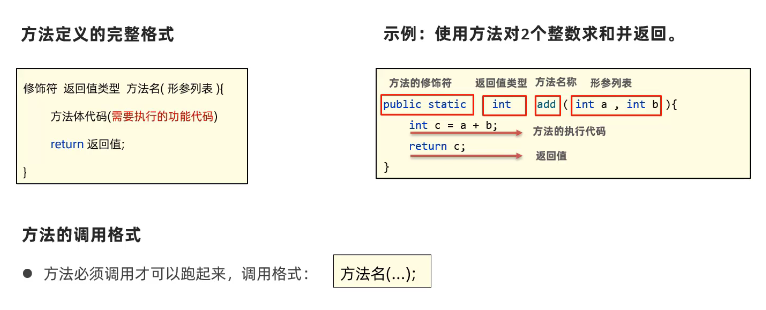 方法定义的完整格式
修饰符 返回值类型 方法名( 形参列表 ){
方法体代码(需要执行的功能代码)
return 返回值;
}
示例：使用方法对2个整数求和并返回。
方法的修饰符 返回值类型 方法名称 形参列表
public static int add ( int a , int b ){
int c = a + b; 方法的执行代码
return c; 返回值
}
方法的调用格式
● 方法必须调用才可以跑起来，调用格式： 方法名(...);